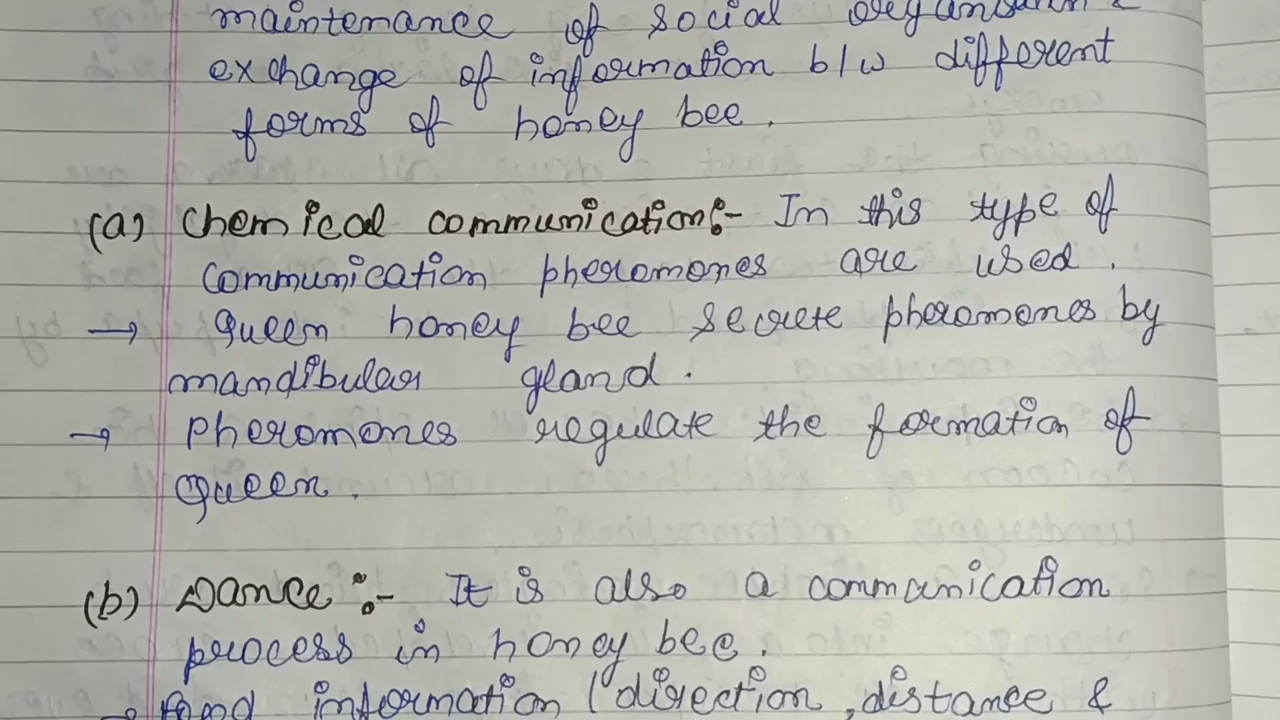 maintenance of social organisation &
exchange of information b/w different
forms of honey bee.
(a) Chemical communication:- In this type of
communication pheromones are used.
→ Queen honey bee secrete pheromones by
mandibular gland.
→ Pheromones regulate the formation of
queen.
(b) Dance:- It is also a communication
process in honey bee.
→ food information (direction, distance &